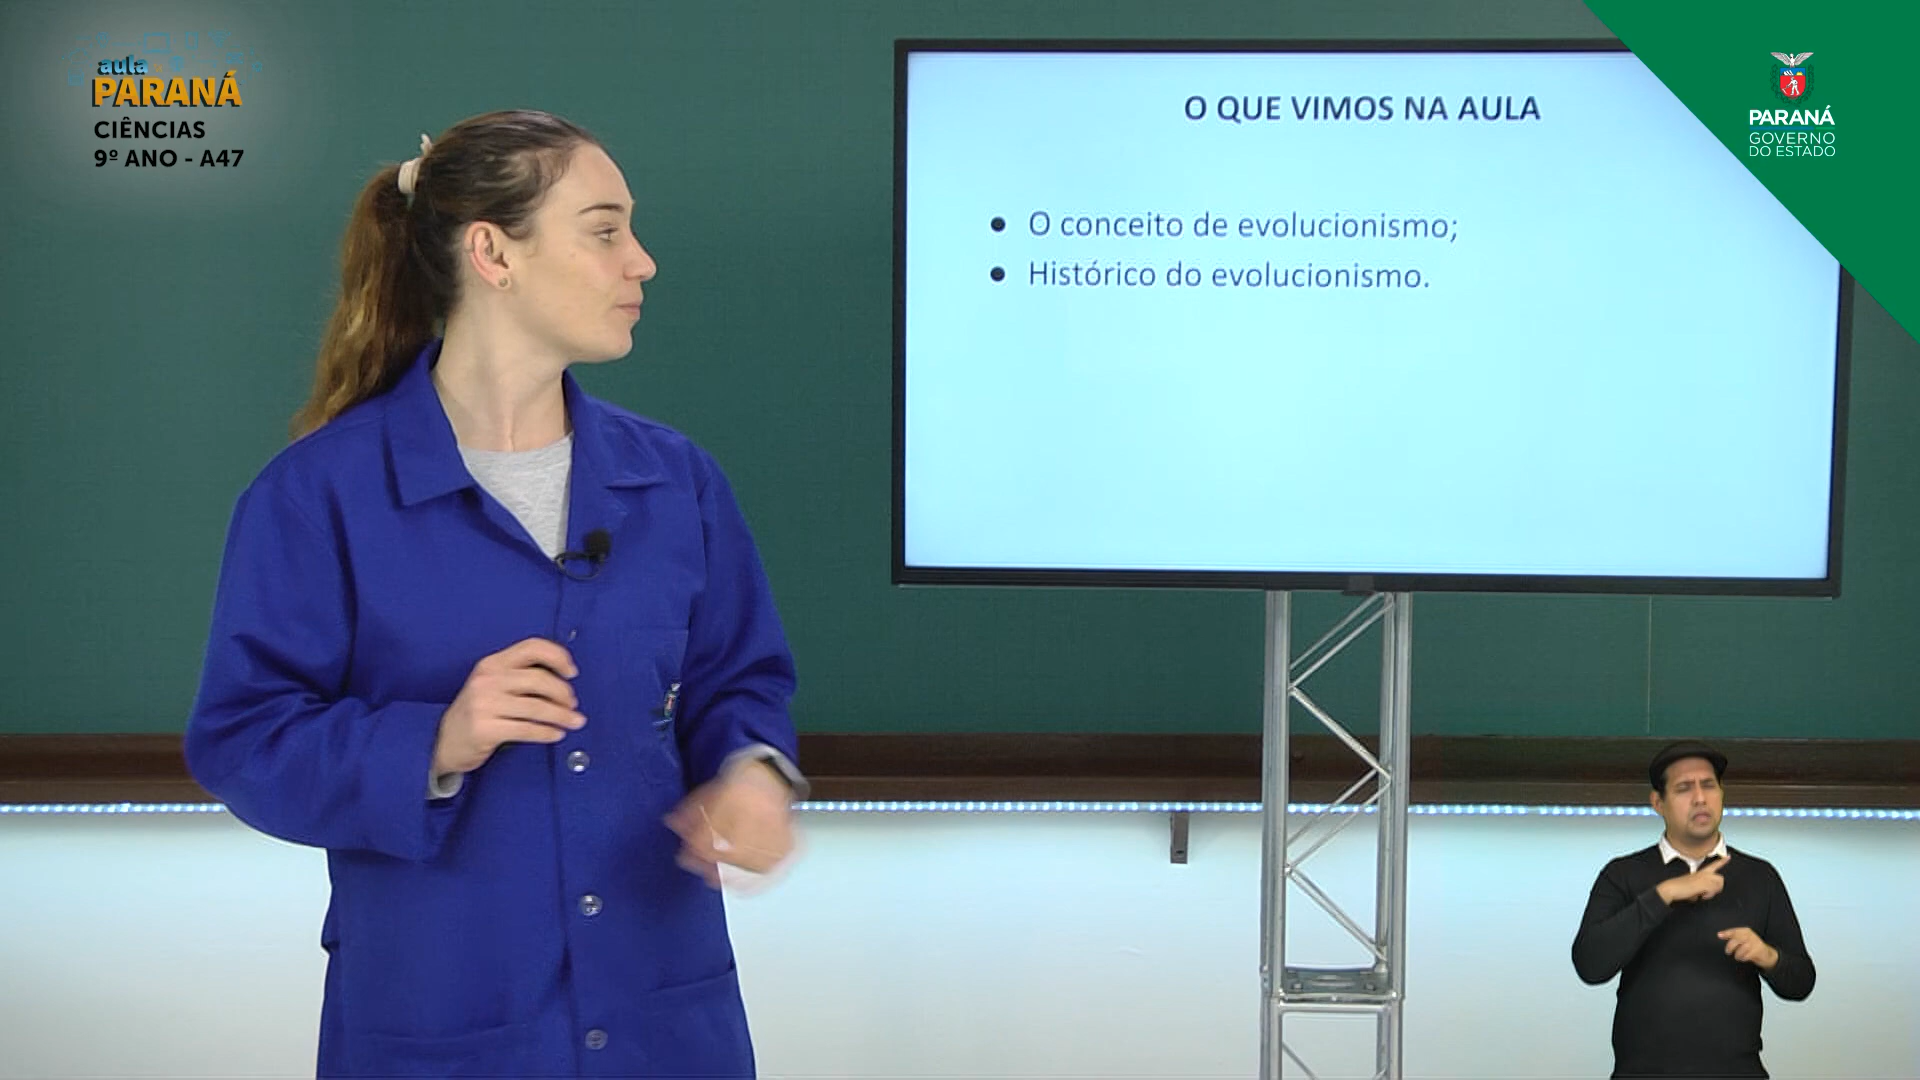 aula
PARANÁ
CIÊNCIAS
9º ANO - A47
O QUE VIMOS NA AULA
• O conceito de evolucionismo;
• Histórico do evolucionismo.
PARANÁ
GOVERNO
DO ESTADO